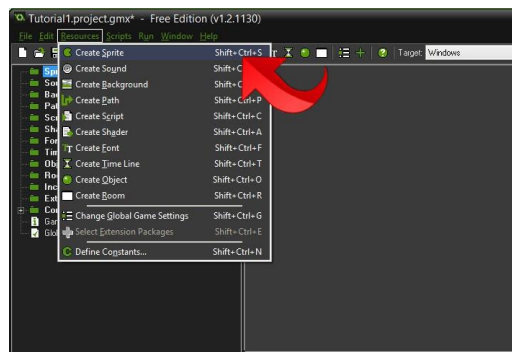 Tutorial1.project.gmx* - Free Edition (v1.2.1130)
File Edit Resources Scripts Run Window Help
Target: Windows
Create Sprite Shift+Ctrl+S
Create Sound
Create Background
Create Path Shift+Ctrl+P
Create Script Shift+Ctrl+C
Create Shader Shift+Ctrl+A
Create Font Shift+Ctrl+F
Create Time Line Shift+Ctrl+T
Create Object Shift+Ctrl+O
Create Room Shift+Ctrl+R
Change Global Game Settings Shift+Ctrl+G
Select Extension Packages Shift+Ctrl+E
Define Constants... Shift+Ctrl+N